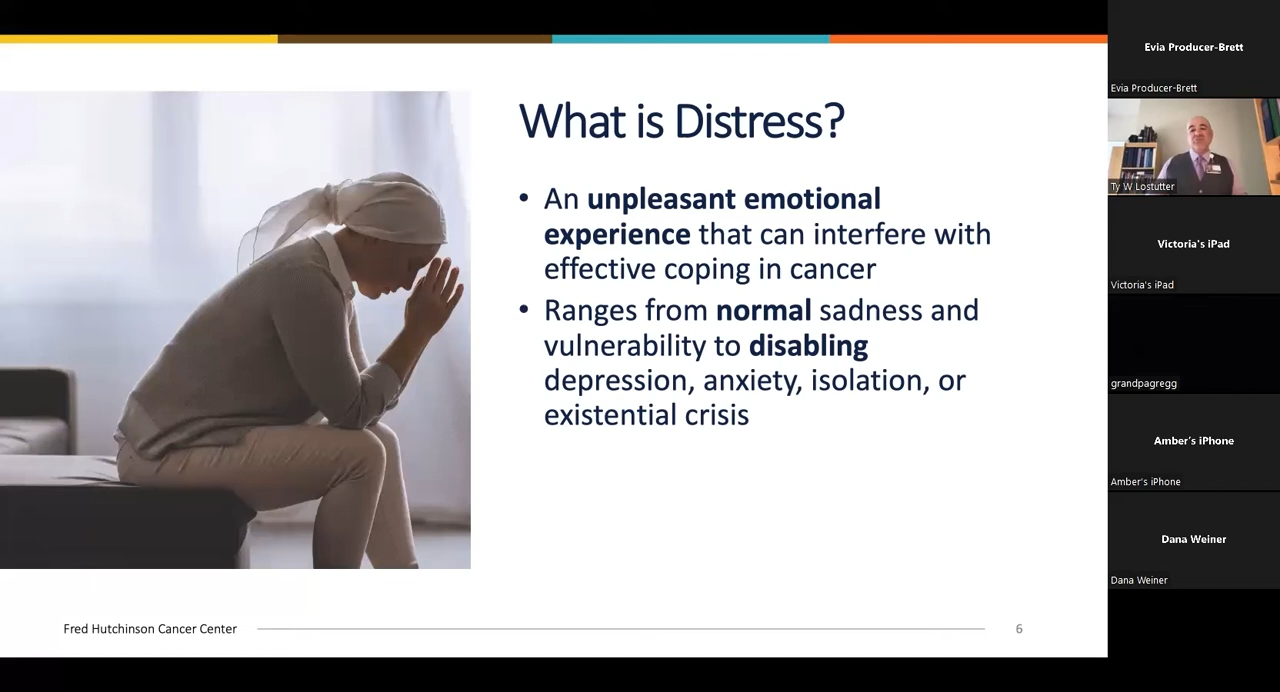 What is Distress?
• An unpleasant emotional
experience that can interfere with
effective coping in cancer
• Ranges from normal sadness and
vulnerability to disabling
depression, anxiety, isolation, or
existential crisis
Fred Hutchinson Cancer Center
6
Evia Producer-Brett
Evia Producer-Brett
Ty W Lostutter
Victoria's iPad
Victoria's iPad
grandpagregg
Amber's iPhone
Amber's iPhone
Dana Weiner
Dana Weiner